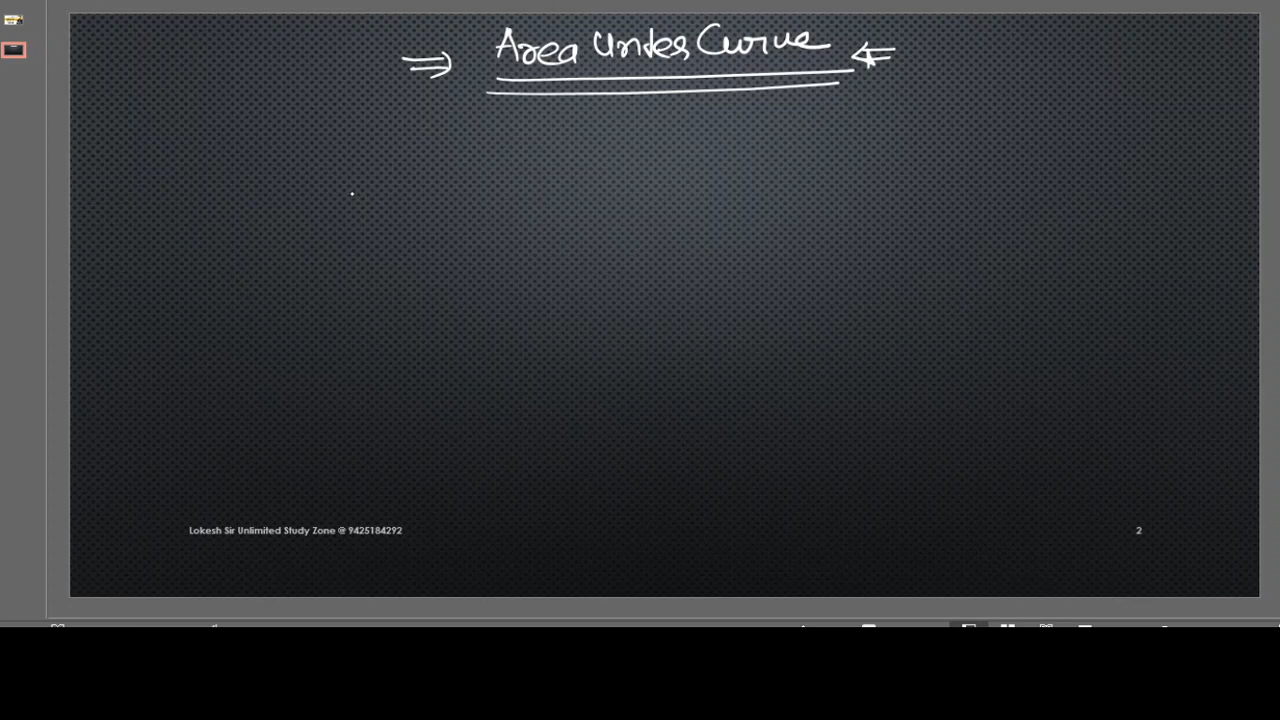 ⇒ Area Under Curve ⇐
Lokesh Sir Unlimited Study Zone @ 9425184292
2